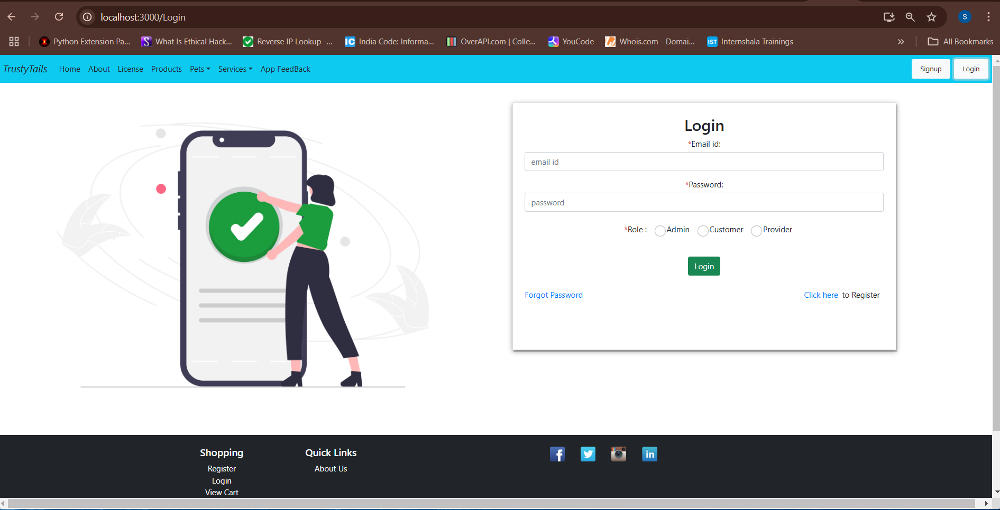 localhost:3000/Login
S
Python Extension Pa... What Is Ethical Hack... Reverse IP Lookup -... IC India Code: Informa... OverAPI.com | Colle... YouCode Whois.com - Domai... IST Internshala Trainings » All Bookmarks
TrustyTails Home About License Products Pets Services App FeedBack Signup Login
Login
*Email id:
email id
*Password:
password
*Role : Admin Customer Provider
Login
Forgot Password Click here to Register
Shopping Quick Links
Register About Us
Login
View Cart